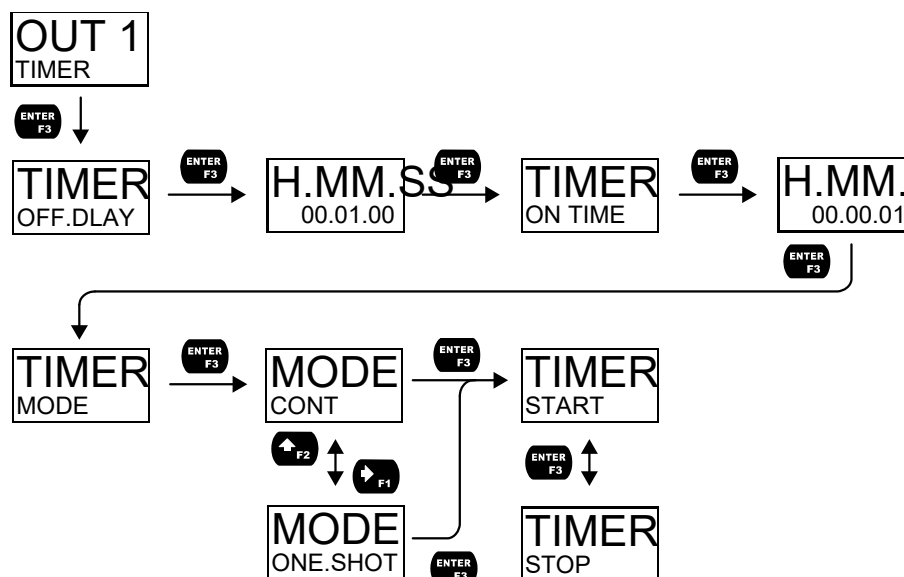 OUT 1
TIMER
ENTER
F3
TIMER
OFF.DLAY
ENTER
F3
H.MM.SS
00.01.00
ENTER
F3
TIMER
ON TIME
ENTER
F3
H.MM.
00.00.01
ENTER
F3
TIMER
MODE
ENTER
F3
MODE
CONT
ENTER
F3
TIMER
START
F2
F1
ENTER
F3
MODE
ONE.SHOT
ENTER
F3
TIMER
STOP